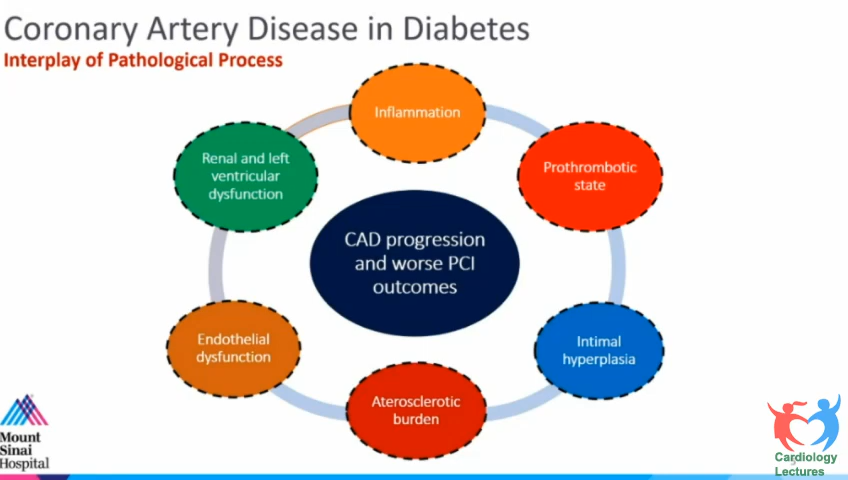 Coronary Artery Disease in Diabetes
Interplay of Pathological Process
Inflammation
Renal and left
ventricular
dysfunction
Prothrombotic
state
CAD progression
and worse PCI
outcomes
Endothelial
dysfunction
Intimal
hyperplasia
Aterosclerotic
burden
Mount
Sinai
Hospital
Cardiology
Lectures